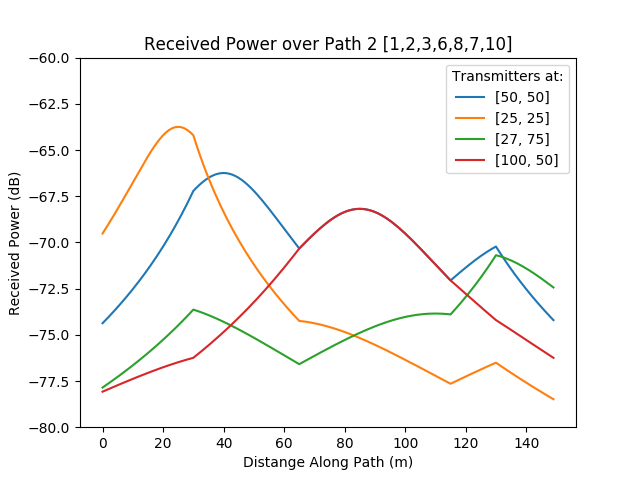 Received Power over Path 2 [1,2,3,6,8,7,10]
Transmitters at:
[50, 50]
[25, 25]
[27, 75]
[100, 50]
Received Power (dB)
−60.0
−62.5
−65.0
−67.5
−70.0
−72.5
−75.0
−77.5
−80.0
0 20 40 60 80 100 120 140
Distange Along Path (m)